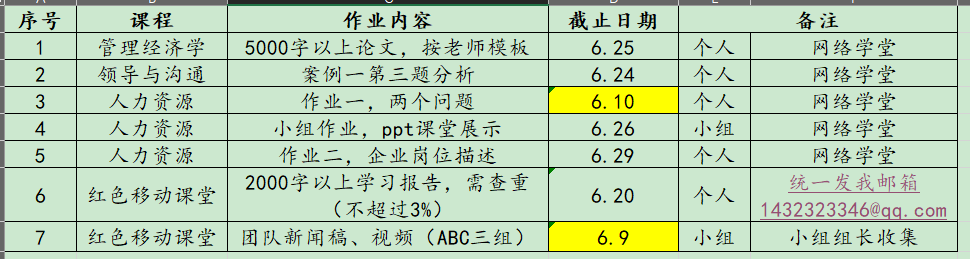 序号 课程 作业内容 截止日期 备注
1 管理经济学 5000字以上论文，按老师模板 6.25 个人 网络学堂
2 领导与沟通 案例一第三题分析 6.24 个人 网络学堂
3 人力资源 作业一，两个问题 6.10 个人 网络学堂
4 人力资源 小组作业，ppt课堂展示 6.26 小组 网络学堂
5 人力资源 作业二，企业岗位描述 6.29 个人 网络学堂
6 红色移动课堂 2000字以上学习报告，需查重（不超过3%） 6.20 个人 统一发我邮箱
1432323346@qq.com
7 红色移动课堂 团队新闻稿、视频（ABC三组） 6.9 小组 小组组长收集